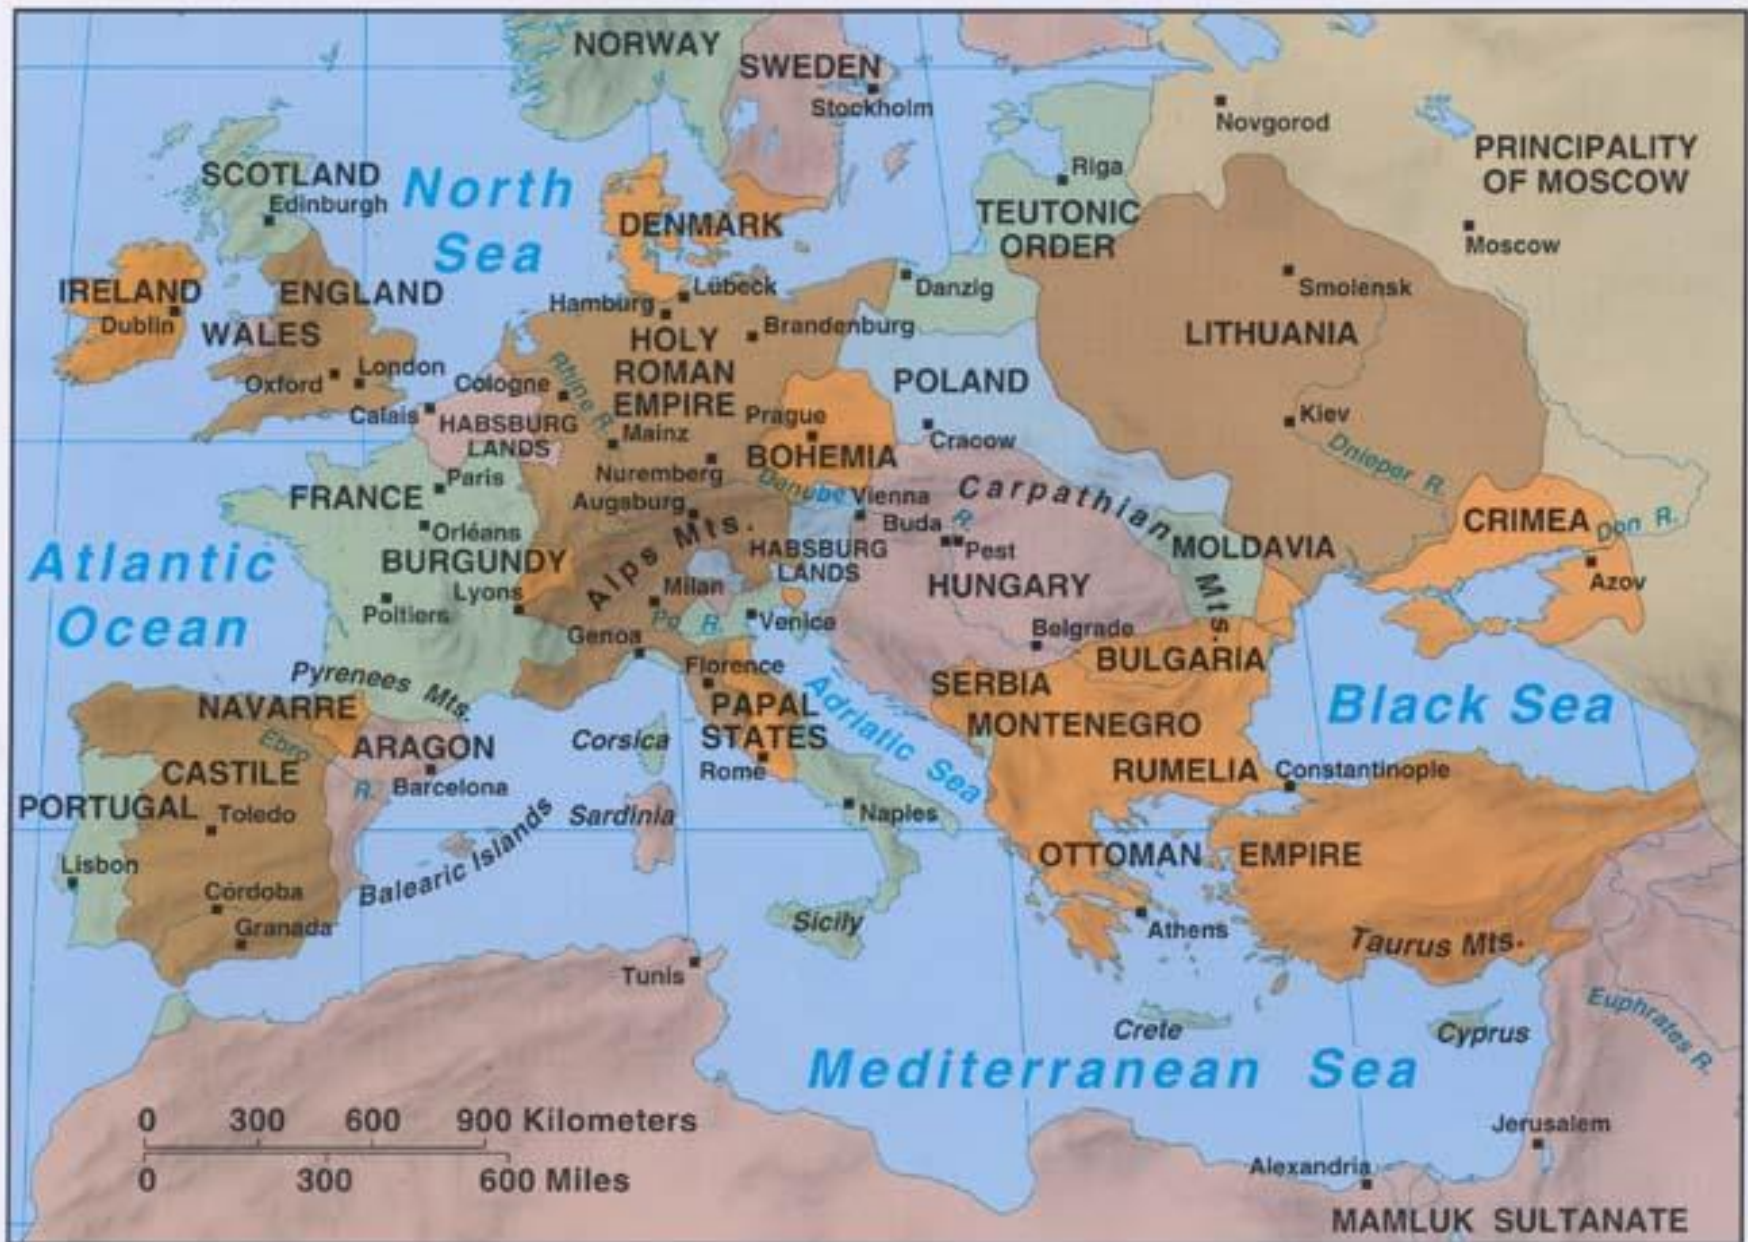 NORWAY
SWEDEN
Stockholm
Novgorod
PRINCIPALITY
OF MOSCOW
Moscow
SCOTLAND
Edinburgh
North
Sea
DENMARK
Riga
TEUTONIC
ORDER
Smolensk
IRELAND
Dublin
ENGLAND
WALES
London
Oxford
Calais
Hamburg
Lübeck
Danzig
HOLY
ROMAN
EMPIRE
Brandenburg
LITHUANIA
Rhine R.
Cologne
HABSBURG
LANDS
Mainz
Prague
BOHEMIA
POLAND
Cracow
Kiev
Dnieper R.
Paris
FRANCE
Orléans
Nuremberg
Augsburg
Danube
R.
Vienna
Buda
Pest
Carpathian
Mts.
CRIMEA
Don R.
Azov
Atlantic
Ocean
BURGUNDY
Lyons
Poitiers
Alps Mts.
HABSBURG
LANDS
HUNGARY
MOLDAVIA
Milan
Po R.
Venice
Genoa
Belgrade
Florence
BULGARIA
SERBIA
Black Sea
Pyrenees Mts.
NAVARRE
ARAGON
Ebro
R.
Barcelona
Corsica
PAPAL
STATES
Rome
Adriatic Sea
MONTENEGRO
RUMELIA
Constantinople
CASTILE
PORTUGAL
Toledo
Lisbon
Córdoba
Granada
Balearic Islands
Sardinia
Naples
OTTOMAN EMPIRE
Sicily
Athens
Taurus Mts.
Tunis
Crete
Cyprus
Euphrates R.
Mediterranean Sea
0 300 600 900 Kilometers
0 300 600 Miles
Jerusalem
Alexandria
MAMLUK SULTANATE